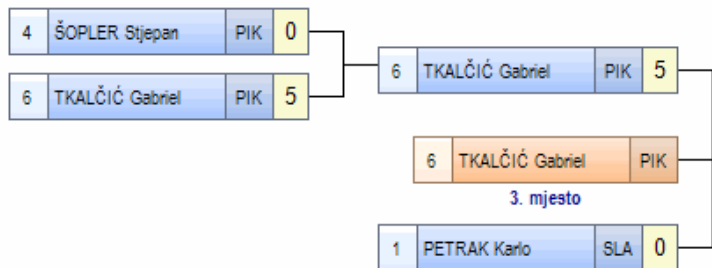 4 ŠOPLER Stjepan PIK 0
6 TKALČIĆ Gabriel PIK 5
6 TKALČIĆ Gabriel PIK 5
6 TKALČIĆ Gabriel PIK
3. mjesto
1 PETRAK Karlo SLA 0